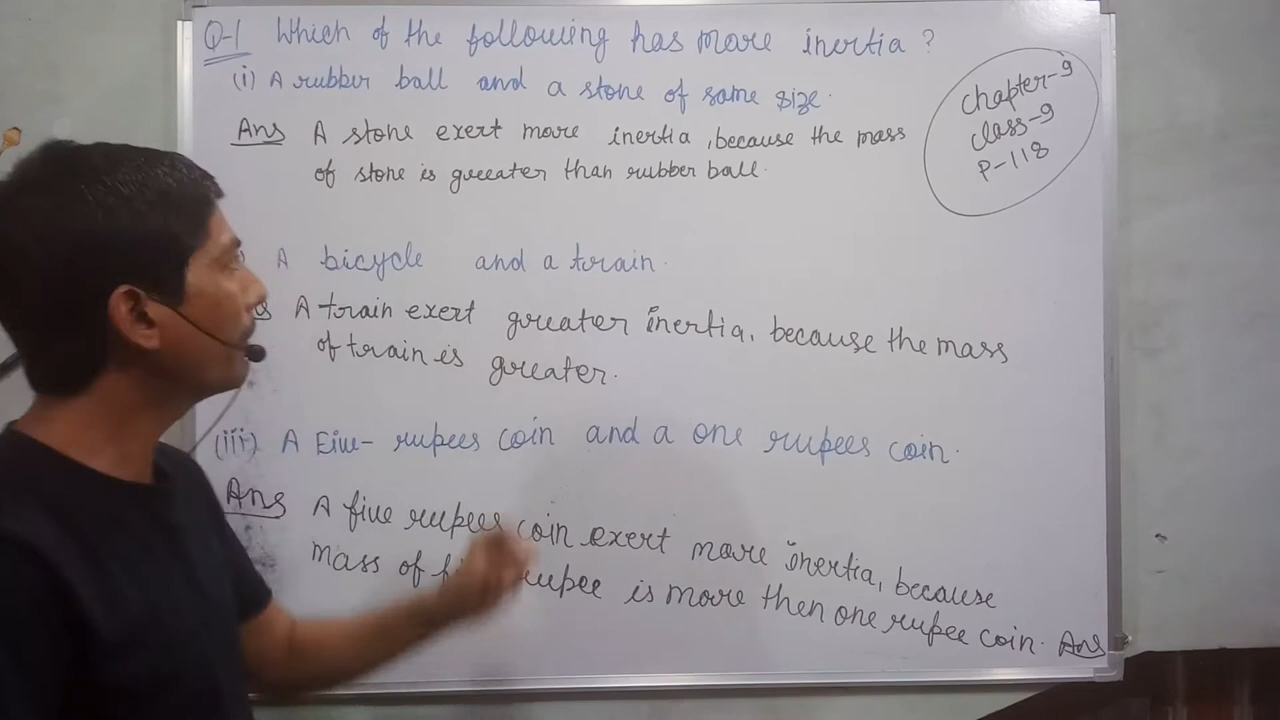 Q-1 Which of the following has more inertia ?
(i) A rubber ball and a stone of same size.
Ans A stone exert more inertia, because the mass
of stone is greeater than rubber ball.
chapter-9
class-9
P-118
A bicycle and a train.
A train exert greater inertia, because the mass
of train is greater.
(iii) A Five-rupees coin and a one rupees coin.
Ans A five rupees coin exert more inertia, because
mass of rupee is more then one rupee coin. Ans